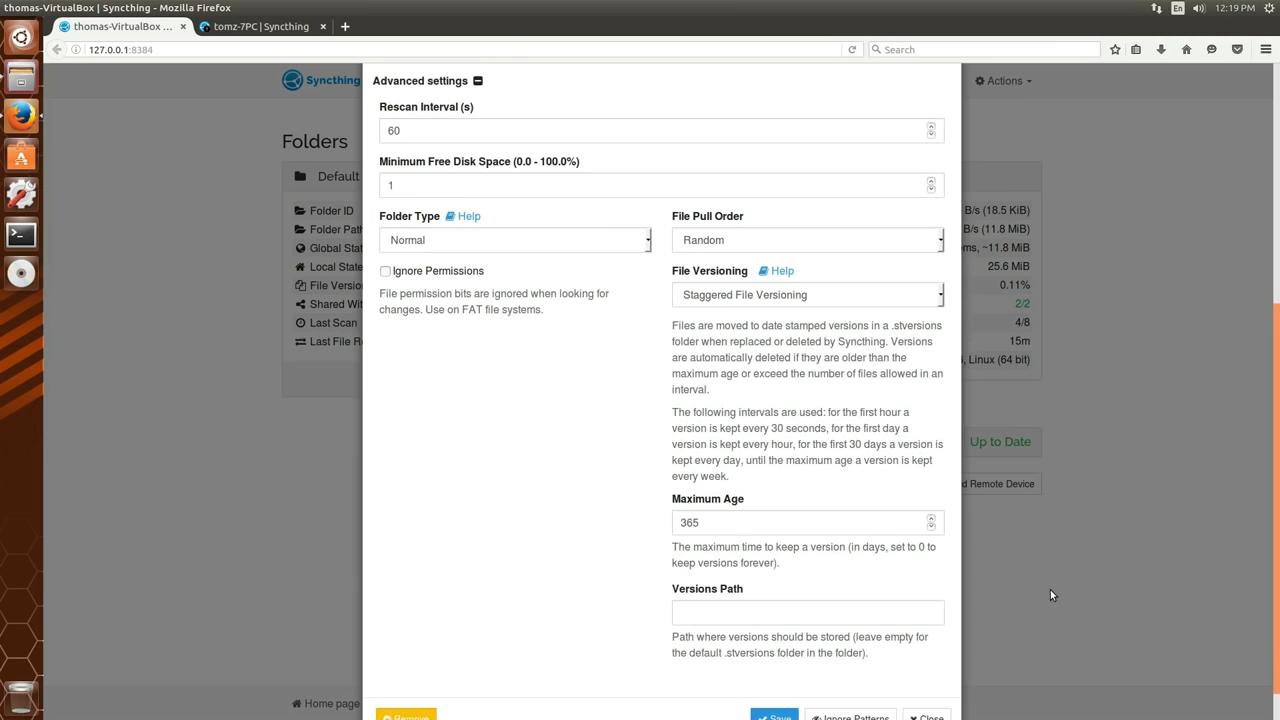 thomas-VirtualBox | Syncthing - Mozilla Firefox
En
12:19 PM
thomas-VirtualBox ...
tomz-7PC | Syncthing
127.0.0.1:8384
Search
Syncthing
Actions
Advanced settings
Rescan Interval (s)
60
Minimum Free Disk Space (0.0 - 100.0%)
1
Folder Type Help
File Pull Order
Normal
Random
Ignore Permissions
File Versioning Help
File permission bits are ignored when looking for
changes. Use on FAT file systems.
Staggered File Versioning
Files are moved to date stamped versions in a .stversions
folder when replaced or deleted by Syncthing. Versions
are automatically deleted if they are older than the
maximum age or exceed the number of files allowed in an
interval.
The following intervals are used: for the first hour a
version is kept every 30 seconds, for the first day a
version is kept every hour, for the first 30 days a version is
kept every day, until the maximum age a version is kept
every week.
Maximum Age
365
The maximum time to keep a version (in days, set to 0 to
keep versions forever).
Versions Path
Path where versions should be stored (leave empty for
the default .stversions folder in the folder).
Remove
Save
Ignore Patterns
Close
Folders
Default
Folder ID
Folder Path
Global Stat
Local State
File Versio
Shared Wit
Last Scan
Last File R
B/s (18.5 KiB)
B/s (11.8 MiB)
ms, ~11.8 MiB
25.6 MiB
0.11%
2/2
4/8
15m
, Linux (64 bit)
Up to Date
d Remote Device
Home page